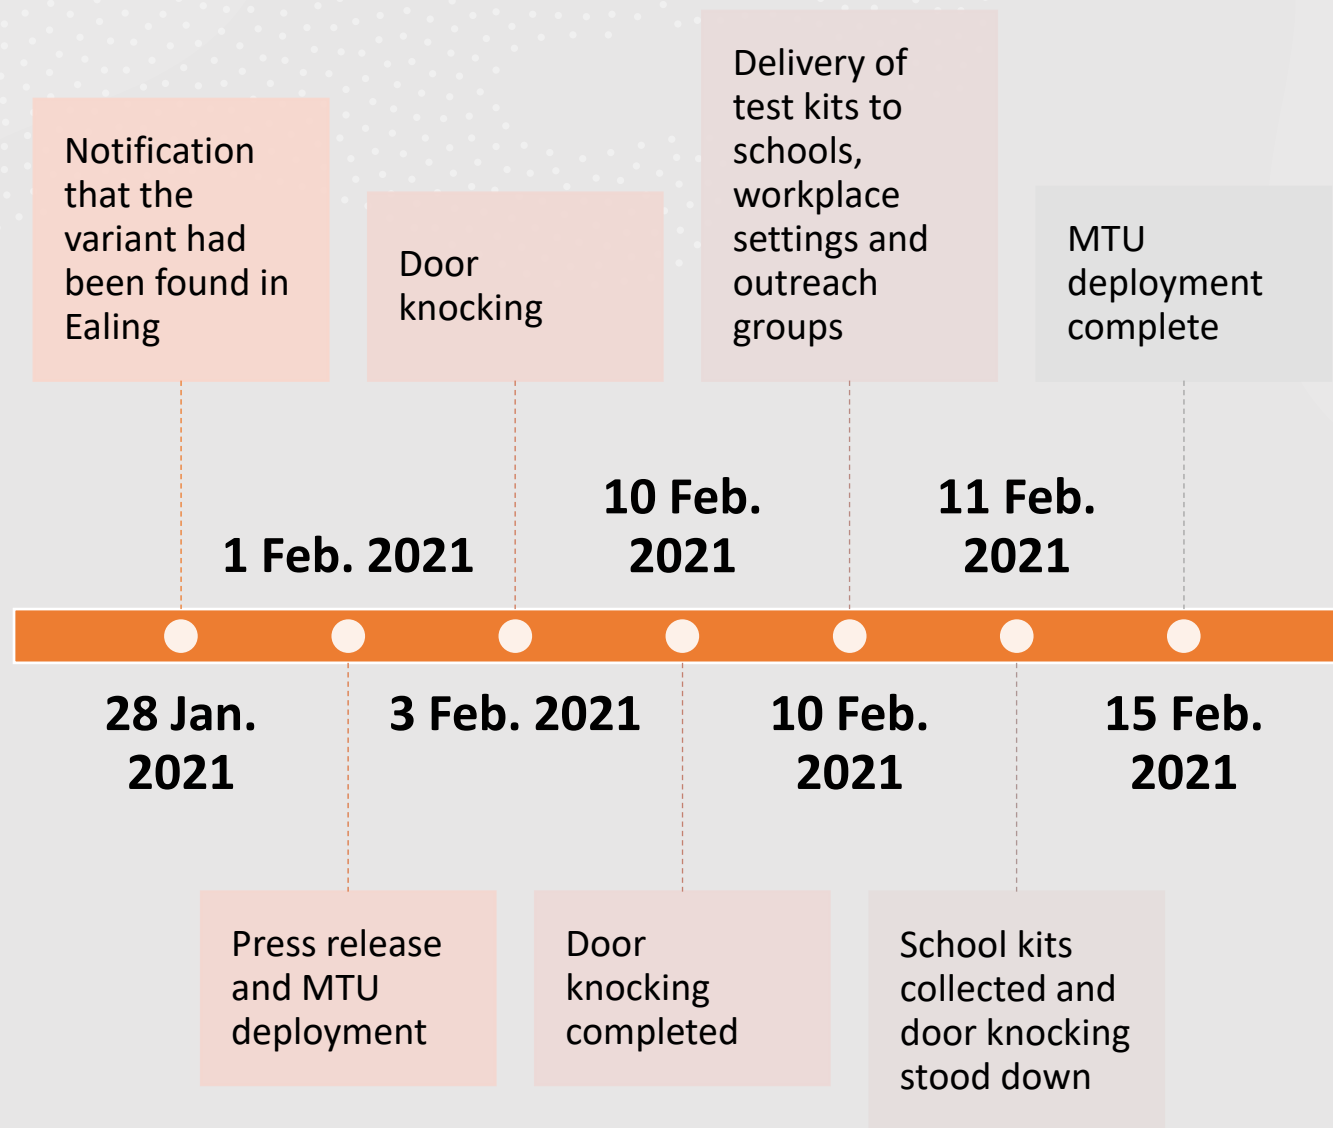 Notification
that the
variant had
been found in
Ealing
28 Jan.
2021
1 Feb. 2021
Press release
and MTU
deployment
Door
knocking
3 Feb. 2021
10 Feb.
2021
Door
knocking
completed
Delivery of
test kits to
schools,
workplace
settings and
outreach
groups
10 Feb.
2021
11 Feb.
2021
School kits
collected and
door knocking
stood down
MTU
deployment
complete
15 Feb.
2021